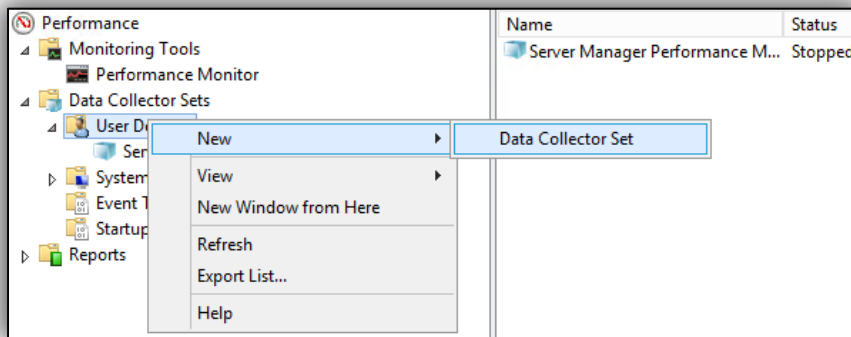 Performance
Monitoring Tools
Performance Monitor
Data Collector Sets
User De
Ser
System
Event T
Startup
Reports
New
View
New Window from Here
Refresh
Export List...
Help
Data Collector Set
Name Status
Server Manager Performance M... Stopped